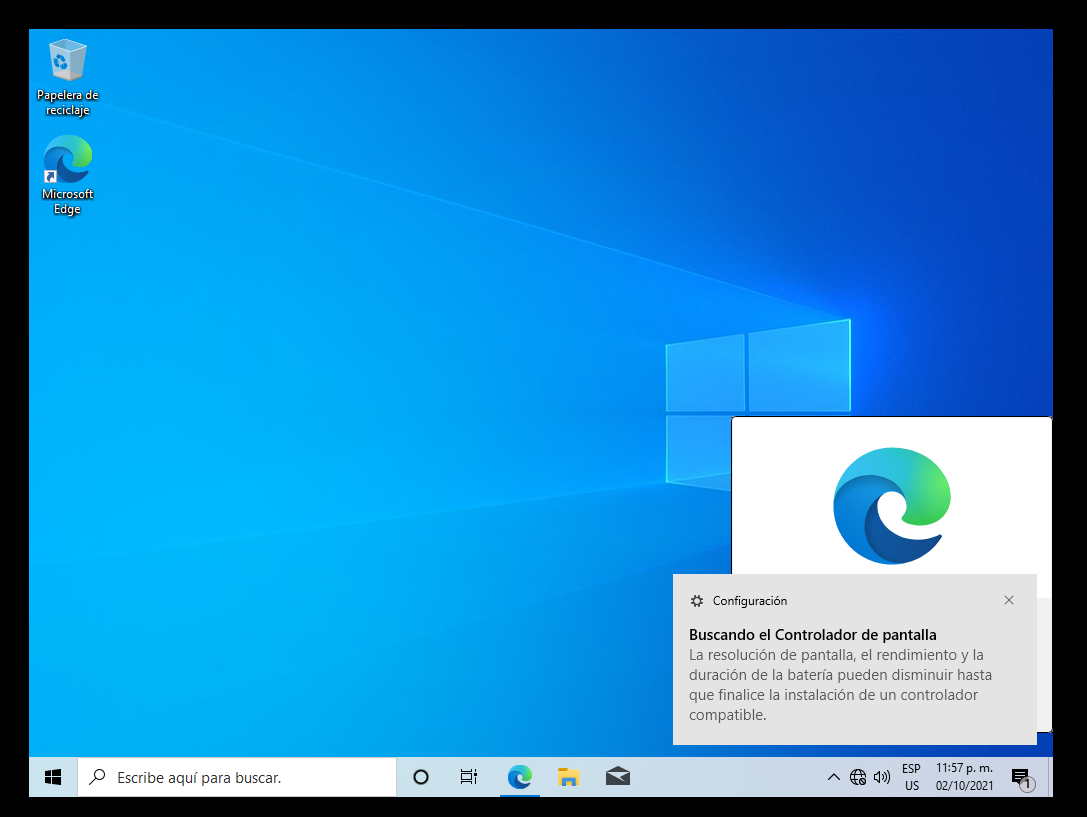 Papelera de
reciclaje
Microsoft
Edge
Configuración
Buscando el Controlador de pantalla
La resolución de pantalla, el rendimiento y la
duración de la batería pueden disminuir hasta
que finalice la instalación de un controlador
compatible.
Escribe aquí para buscar.
ESP
US
11:57 p. m.
02/10/2021
1